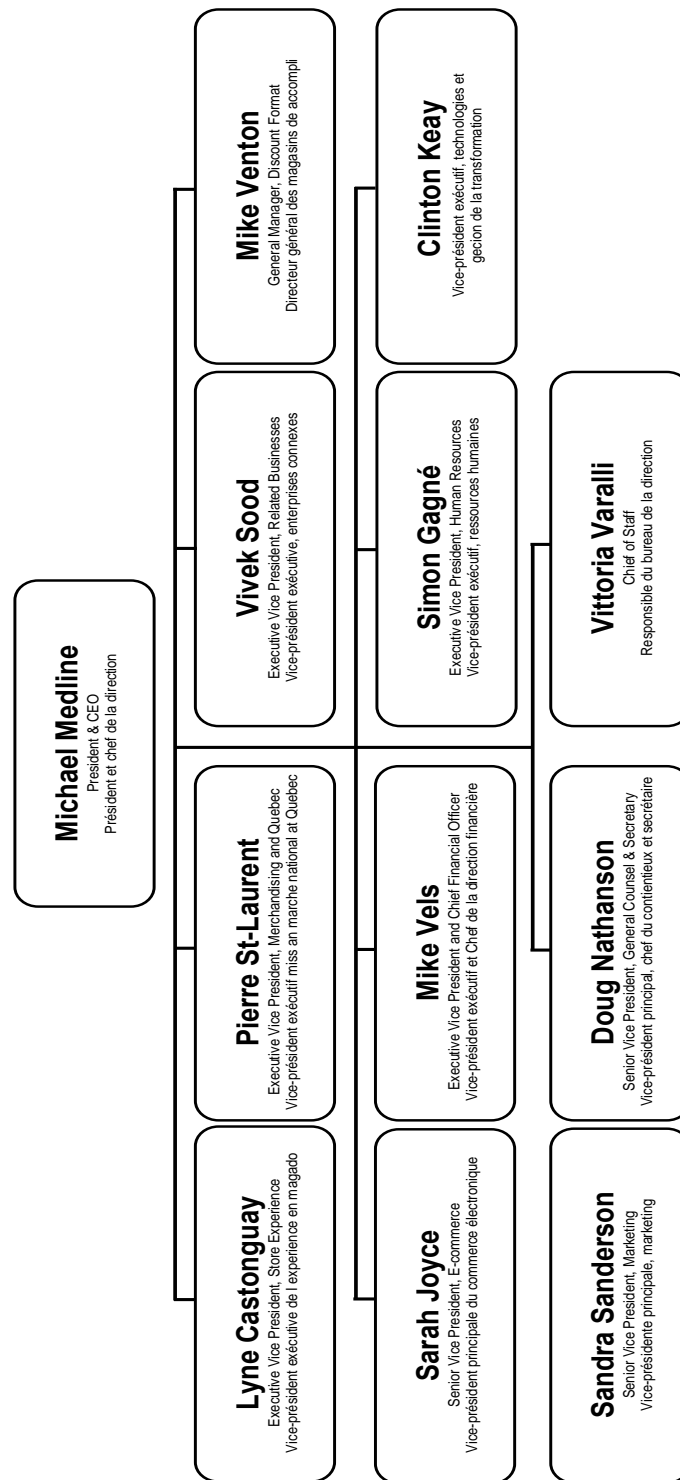 Michael Medline
President & CEO
Président et chef de la direction
Lyne Castonguay
Executive Vice President, Store Experience
Vice-président exécutive de l experience en magado
Pierre St-Laurent
Executive Vice President, Merchandising and Quebec
Vice-président exécutif miss an marche national at Quebec
Vivek Sood
Executive Vice President, Related Businesses
Vice-président exécutive, enterprises connexes
Mike Venton
General Manager, Discount Format
Directeur général des magasins de accompli
Sarah Joyce
Senior Vice President, E-commerce
Vice-président principale du commerce électronique
Mike Vels
Executive Vice President and Chief Financial Officer
Vice-président exécutif et Chef de la direction financière
Simon Gagné
Executive Vice President, Human Resources
Vice-président exécutif, ressources humaines
Clinton Keay
Vice-président exécutif, technologies et
gecion de la transformation
Sandra Sanderson
Senior Vice President, Marketing
Vice-présidente principale, marketing
Doug Nathanson
Senior Vice President, General Counsel & Secretary
Vice-président principal, chef du contientieux et secrétaire
Vittoria Varalli
Chief of Staff
Responsible du bureau de la direction